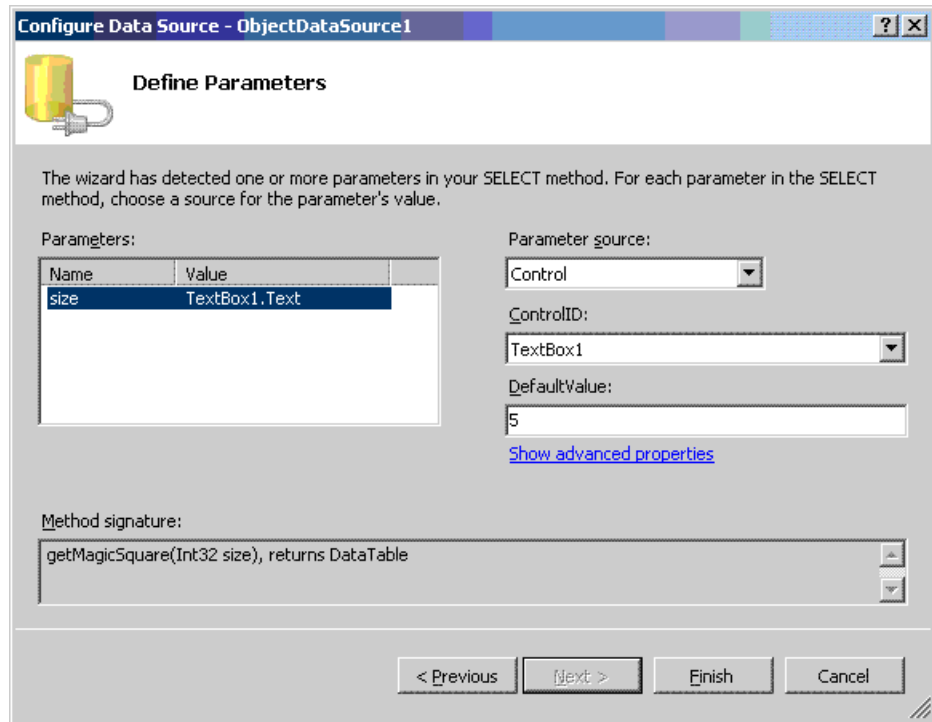 Configure Data Source - ObjectDataSource1
Define Parameters
The wizard has detected one or more parameters in your SELECT method. For each parameter in the SELECT
method, choose a source for the parameter's value.
Parameters:
Name Value
size TextBox1.Text
Parameter source:
Control
ControlID:
TextBox1
DefaultValue:
5
Show advanced properties
Method signature:
getMagicSquare(Int32 size), returns DataTable
< Previous Next > Finish Cancel